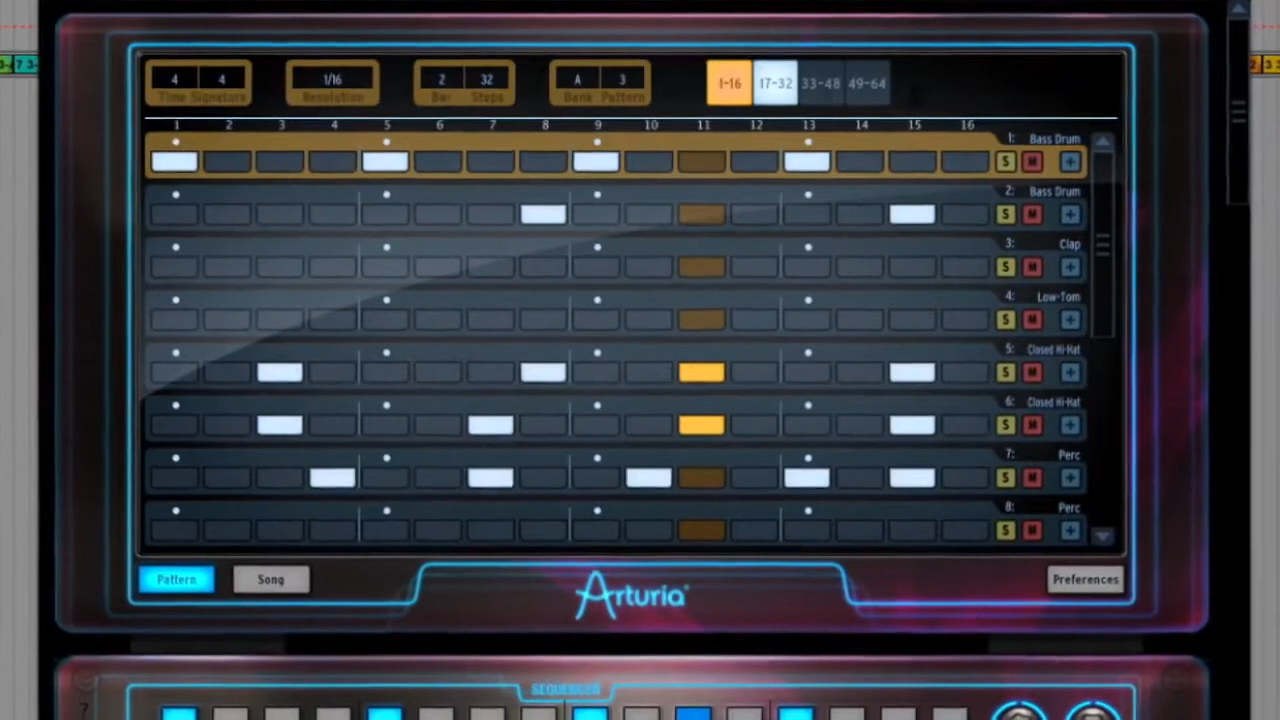 4 4 1/16 2 32 A 3 1-16 17-32 33-48 49-64
Time Signature Resolution Bar Steps Bank Pattern
1 2 3 4 5 6 7 8 9 10 11 12 13 14 15 16
1: Bass Drum
S M +
2: Bass Drum
S M +
3: Clap
S M +
4: Low-Tom
S M +
5: Closed Hi-Hat
S M +
6: Closed Hi-Hat
S M +
7: Perc
S M +
8: Perc
S M +
Pattern Song Arturia Preferences
SEQUENCER